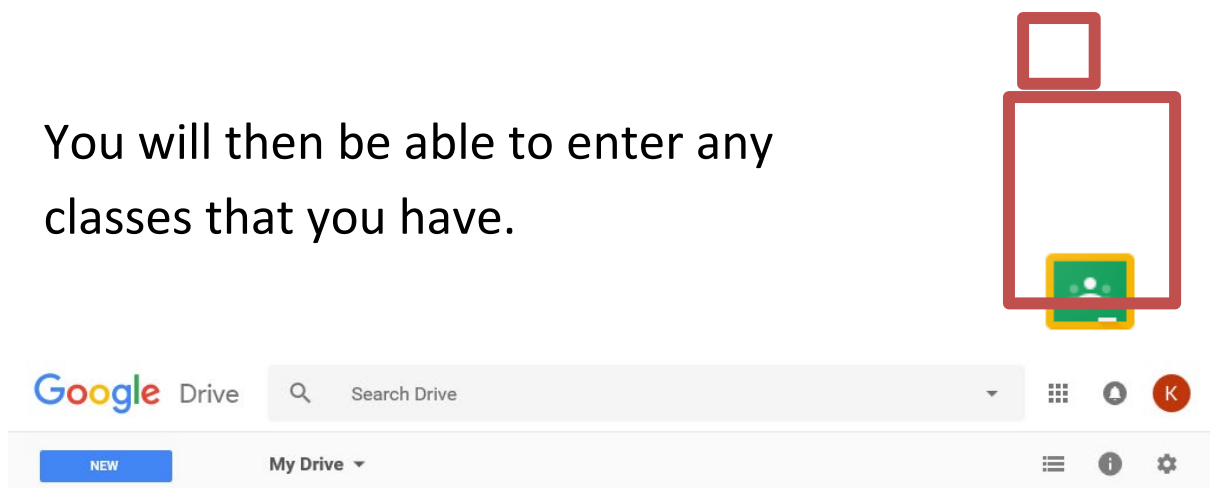 You will then be able to enter any
classes that you have.
Google Drive Search Drive K
NEW My Drive